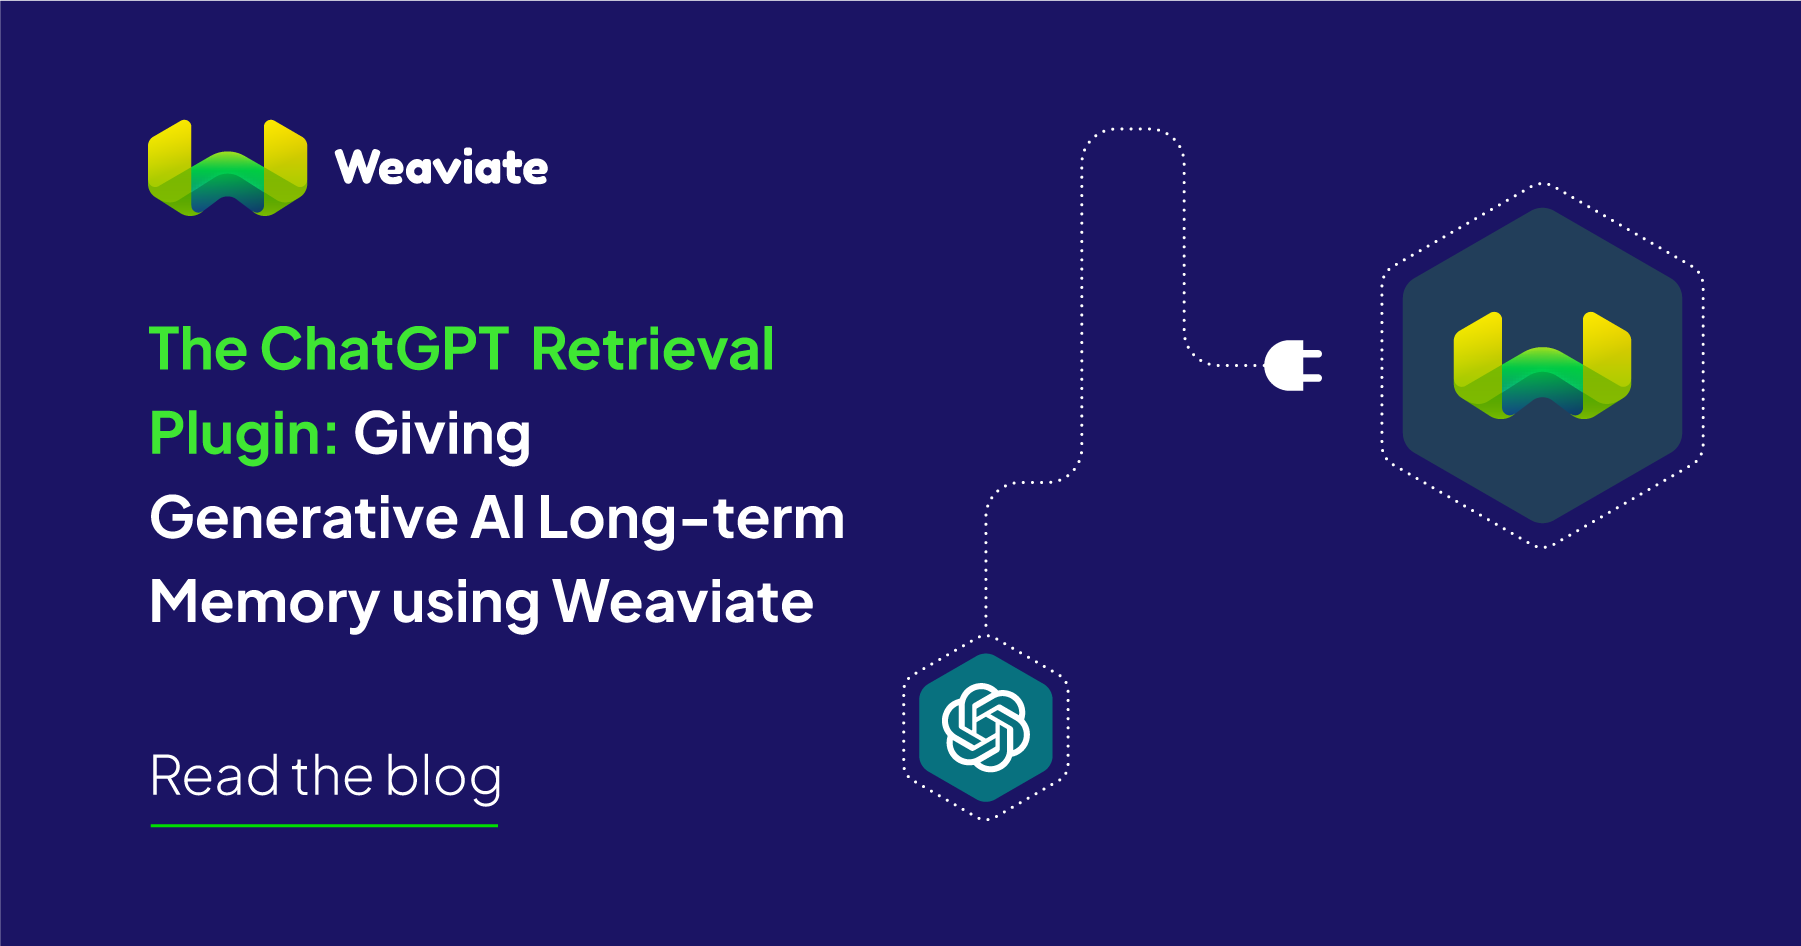 Weaviate
The ChatGPT Retrieval
Plugin: Giving
Generative AI Long-term
Memory using Weaviate
Read the blog